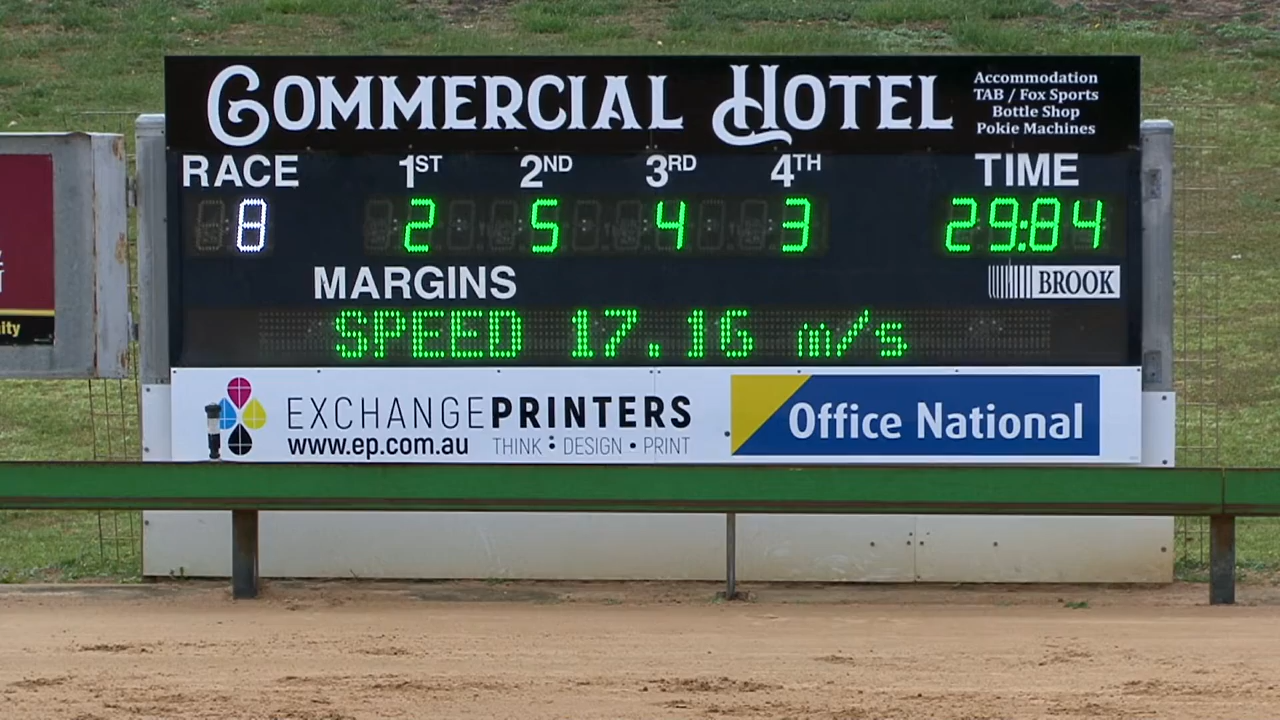 COMMERCIAL HOTEL
Accommodation
TAB / Fox Sports
Bottle Shop
Pokie Machines
RACE 1ST 2ND 3RD 4TH TIME
8 2 5 4 3 29:84
MARGINS
BROOK
SPEED 17.16 m/s
EXCHANGEPRINTERS
www.ep.com.au THINK : DESIGN • PRINT
Office National